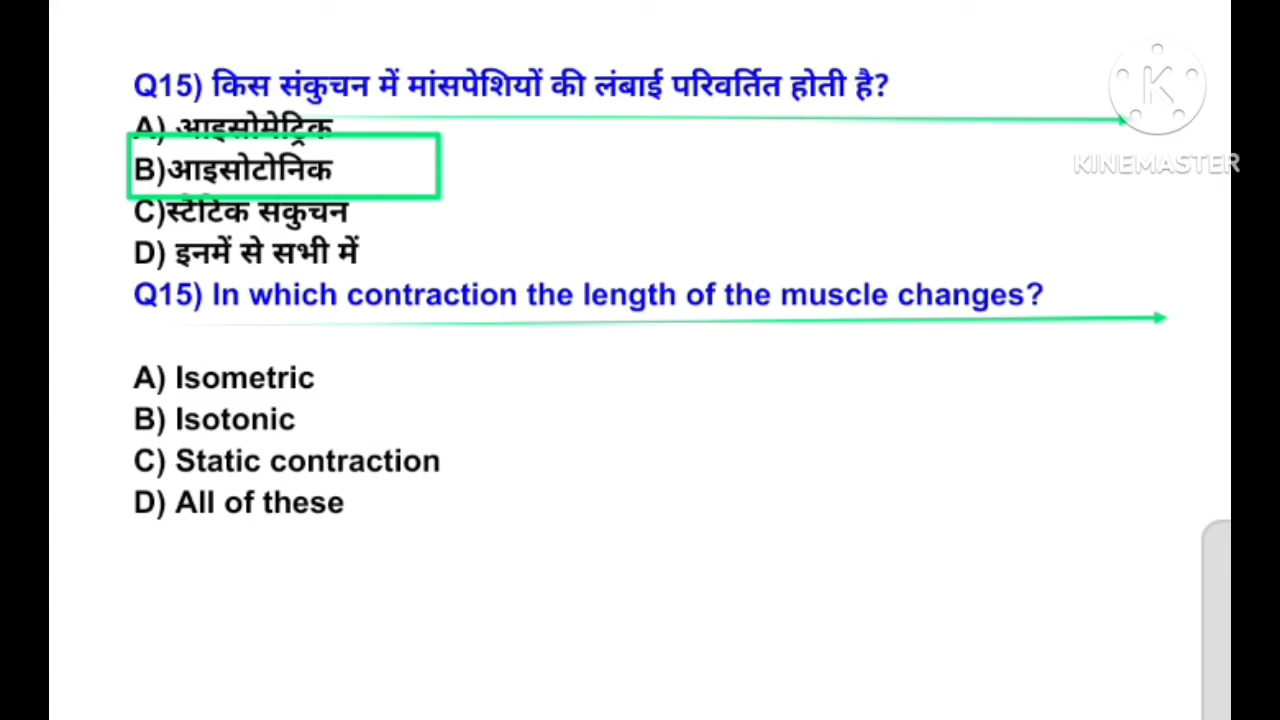 Q15) किस संकुचन में मांसपेशियों की लंबाई परिवर्तित होती है?
A) आइसोमेट्रिक
B)आइसोटोनिक
C)स्टेटिक संकुचन
D) इनमें से सभी में
Q15) In which contraction the length of the muscle changes?
A) Isometric
B) Isotonic
C) Static contraction
D) All of these
K
KINEMASTER